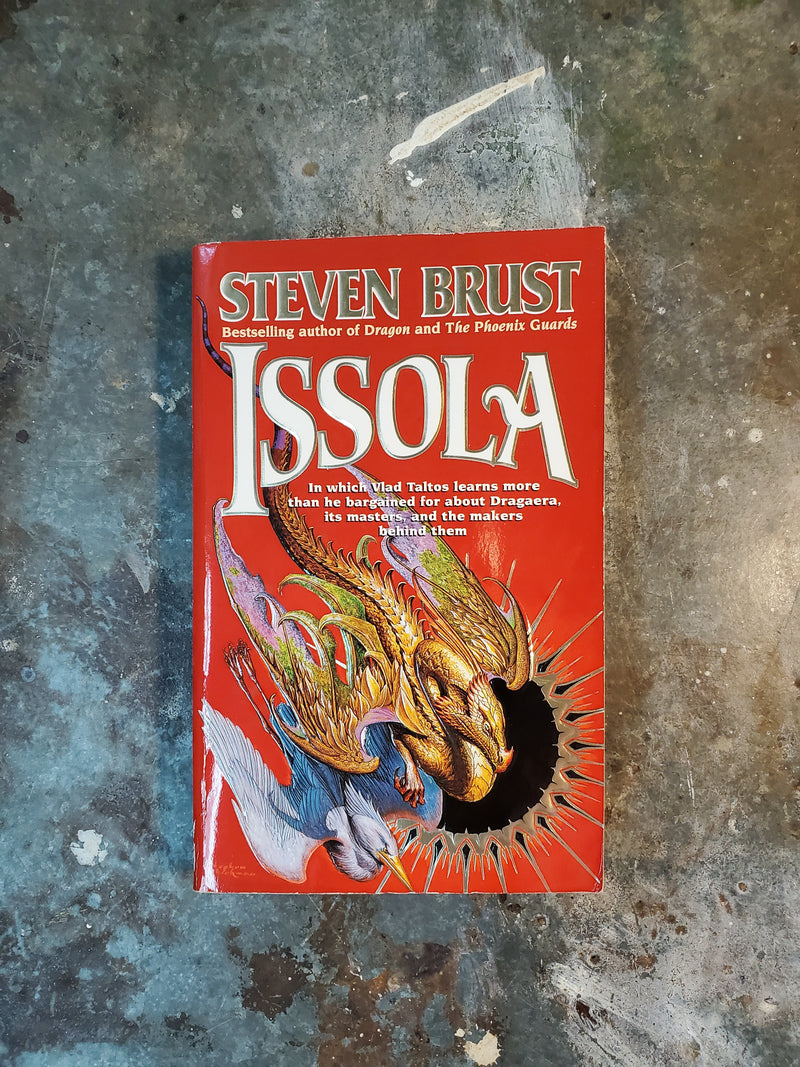 STEVEN BRUST
Bestselling author of Dragon and The Phoenix Guards
ISSOLA
In which Vlad Taltos learns more
than he bargained for about Dragaera,
its masters, and the makers
behind them